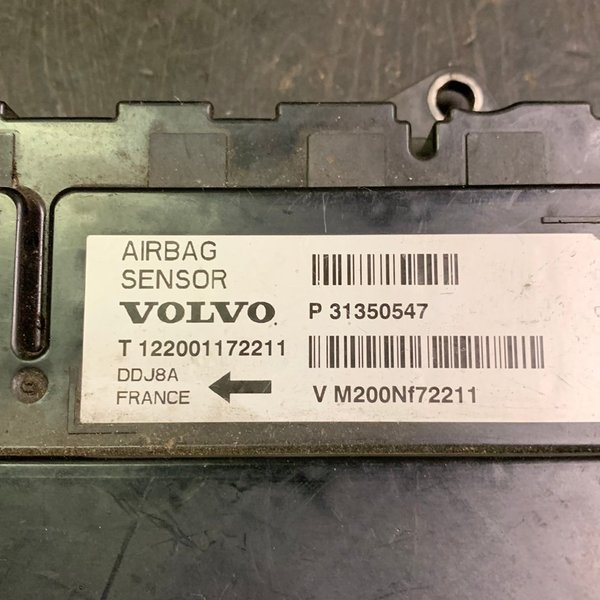 AIRBAG
SENSOR
VOLVO
P 31350547
T 122001172211
DDJ8A
FRANCE
V M200Nf72211